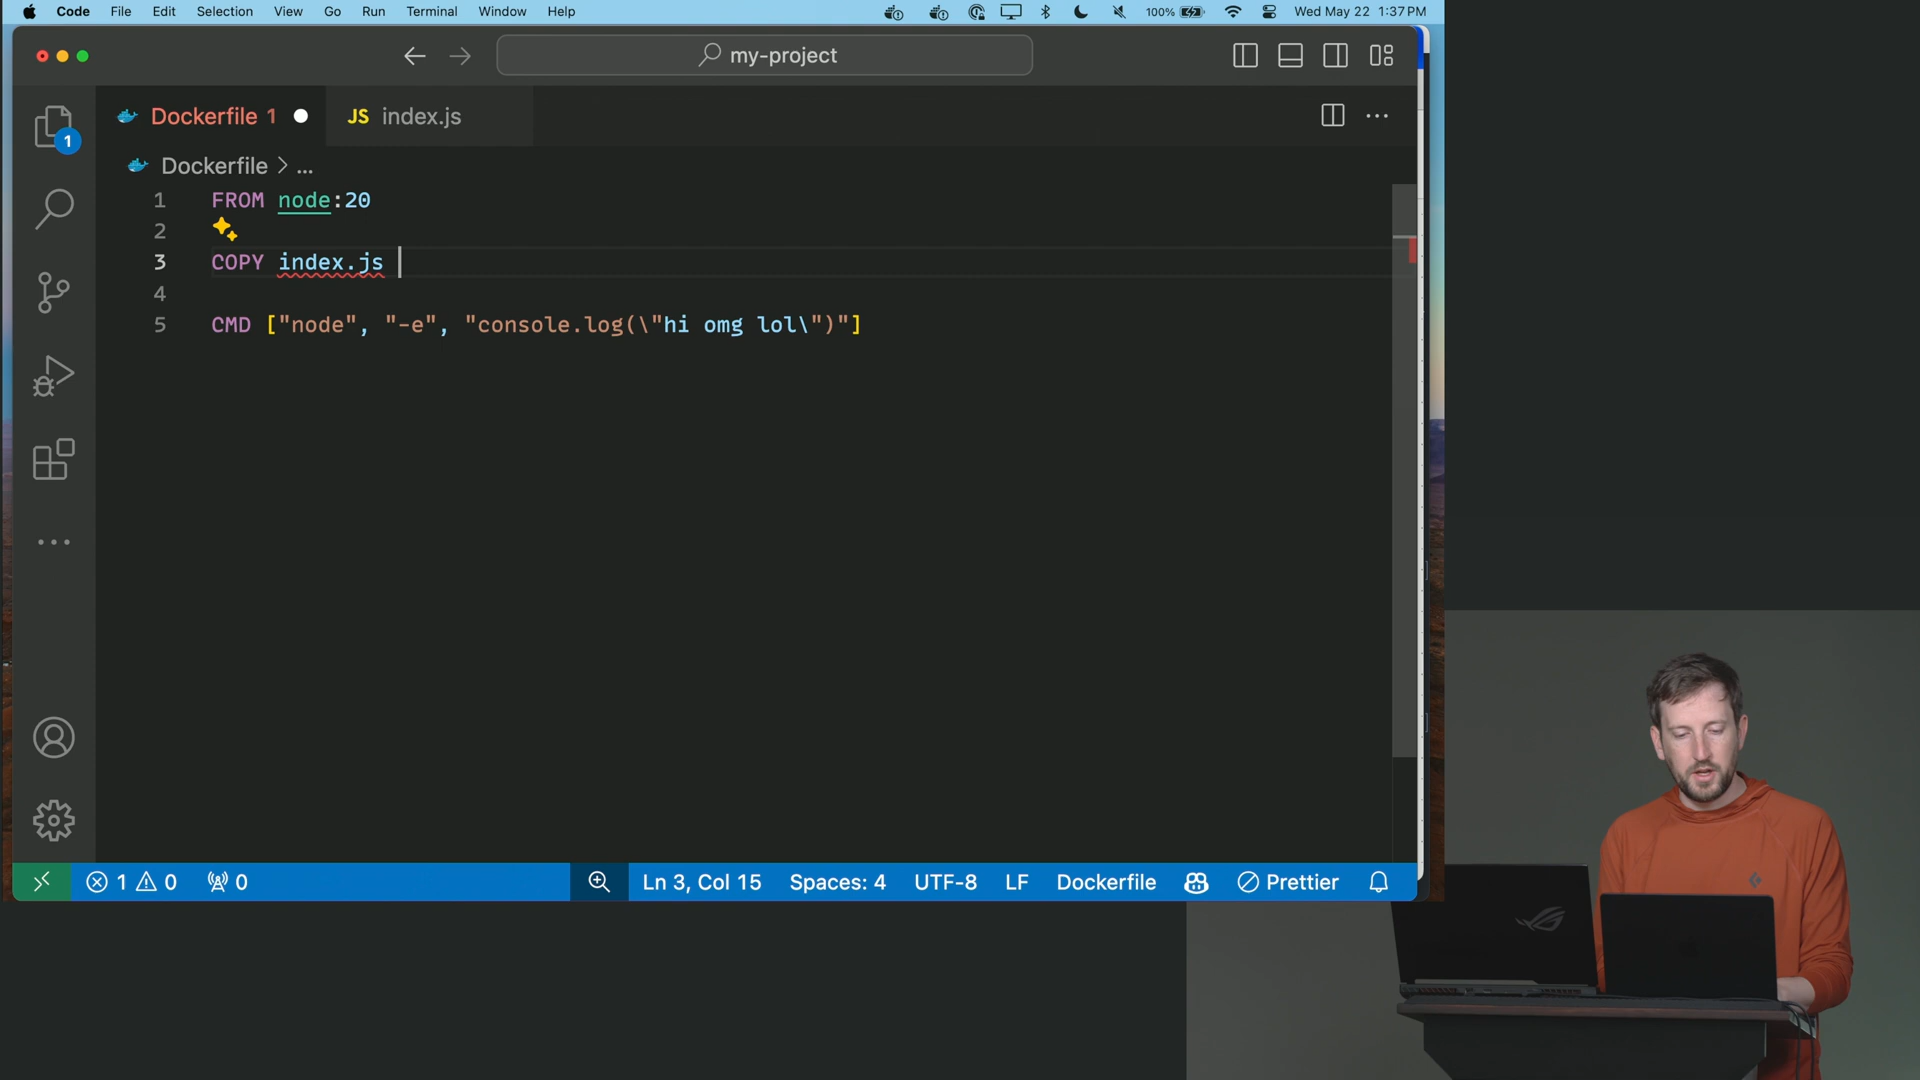 Code File Edit Selection View Go Run Terminal Window Help 100% Wed May 22 1:37 PM
my-project
1
Dockerfile 1
JS index.js
Dockerfile > ...
1 FROM node:20
2
3 COPY index.js
4
5 CMD ["node", "-e", "console.log(\"hi omg lol\")"]
1 0 0 Ln 3, Col 15 Spaces: 4 UTF-8 LF Dockerfile Prettier